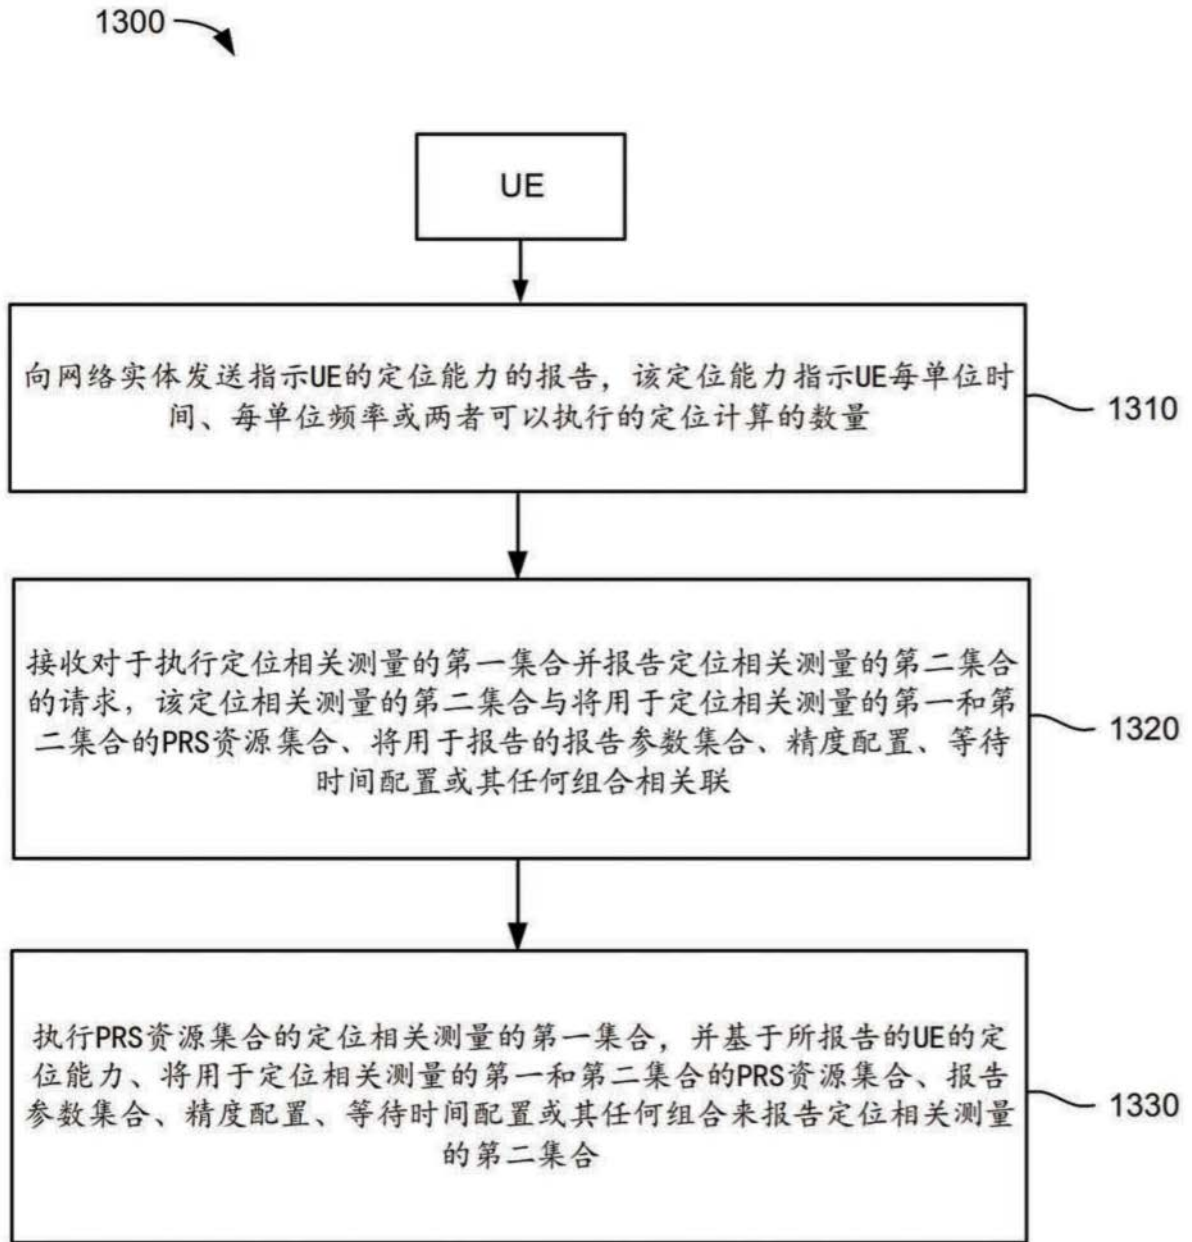 1300
UE
向网络实体发送指示UE的定位能力的报告，该定位能力指示UE每单位时
间、每单位频率或两者可以执行的定位计算的数量
1310
接收对于执行定位相关测量的第一集合并报告定位相关测量的第二集合
的请求，该定位相关测量的第二集合与将用于定位相关测量的第一和第
二集合的PRS资源集合、将用于报告的报告参数集合、精度配置、等待
时间配置或其任何组合相关联
1320
执行PRS资源集合的定位相关测量的第一集合，并基于所报告的UE的定
位能力、将用于定位相关测量的第一和第二集合的PRS资源集合、报告
参数集合、精度配置、等待时间配置或其任何组合来报告定位相关测量
的第二集合
1330